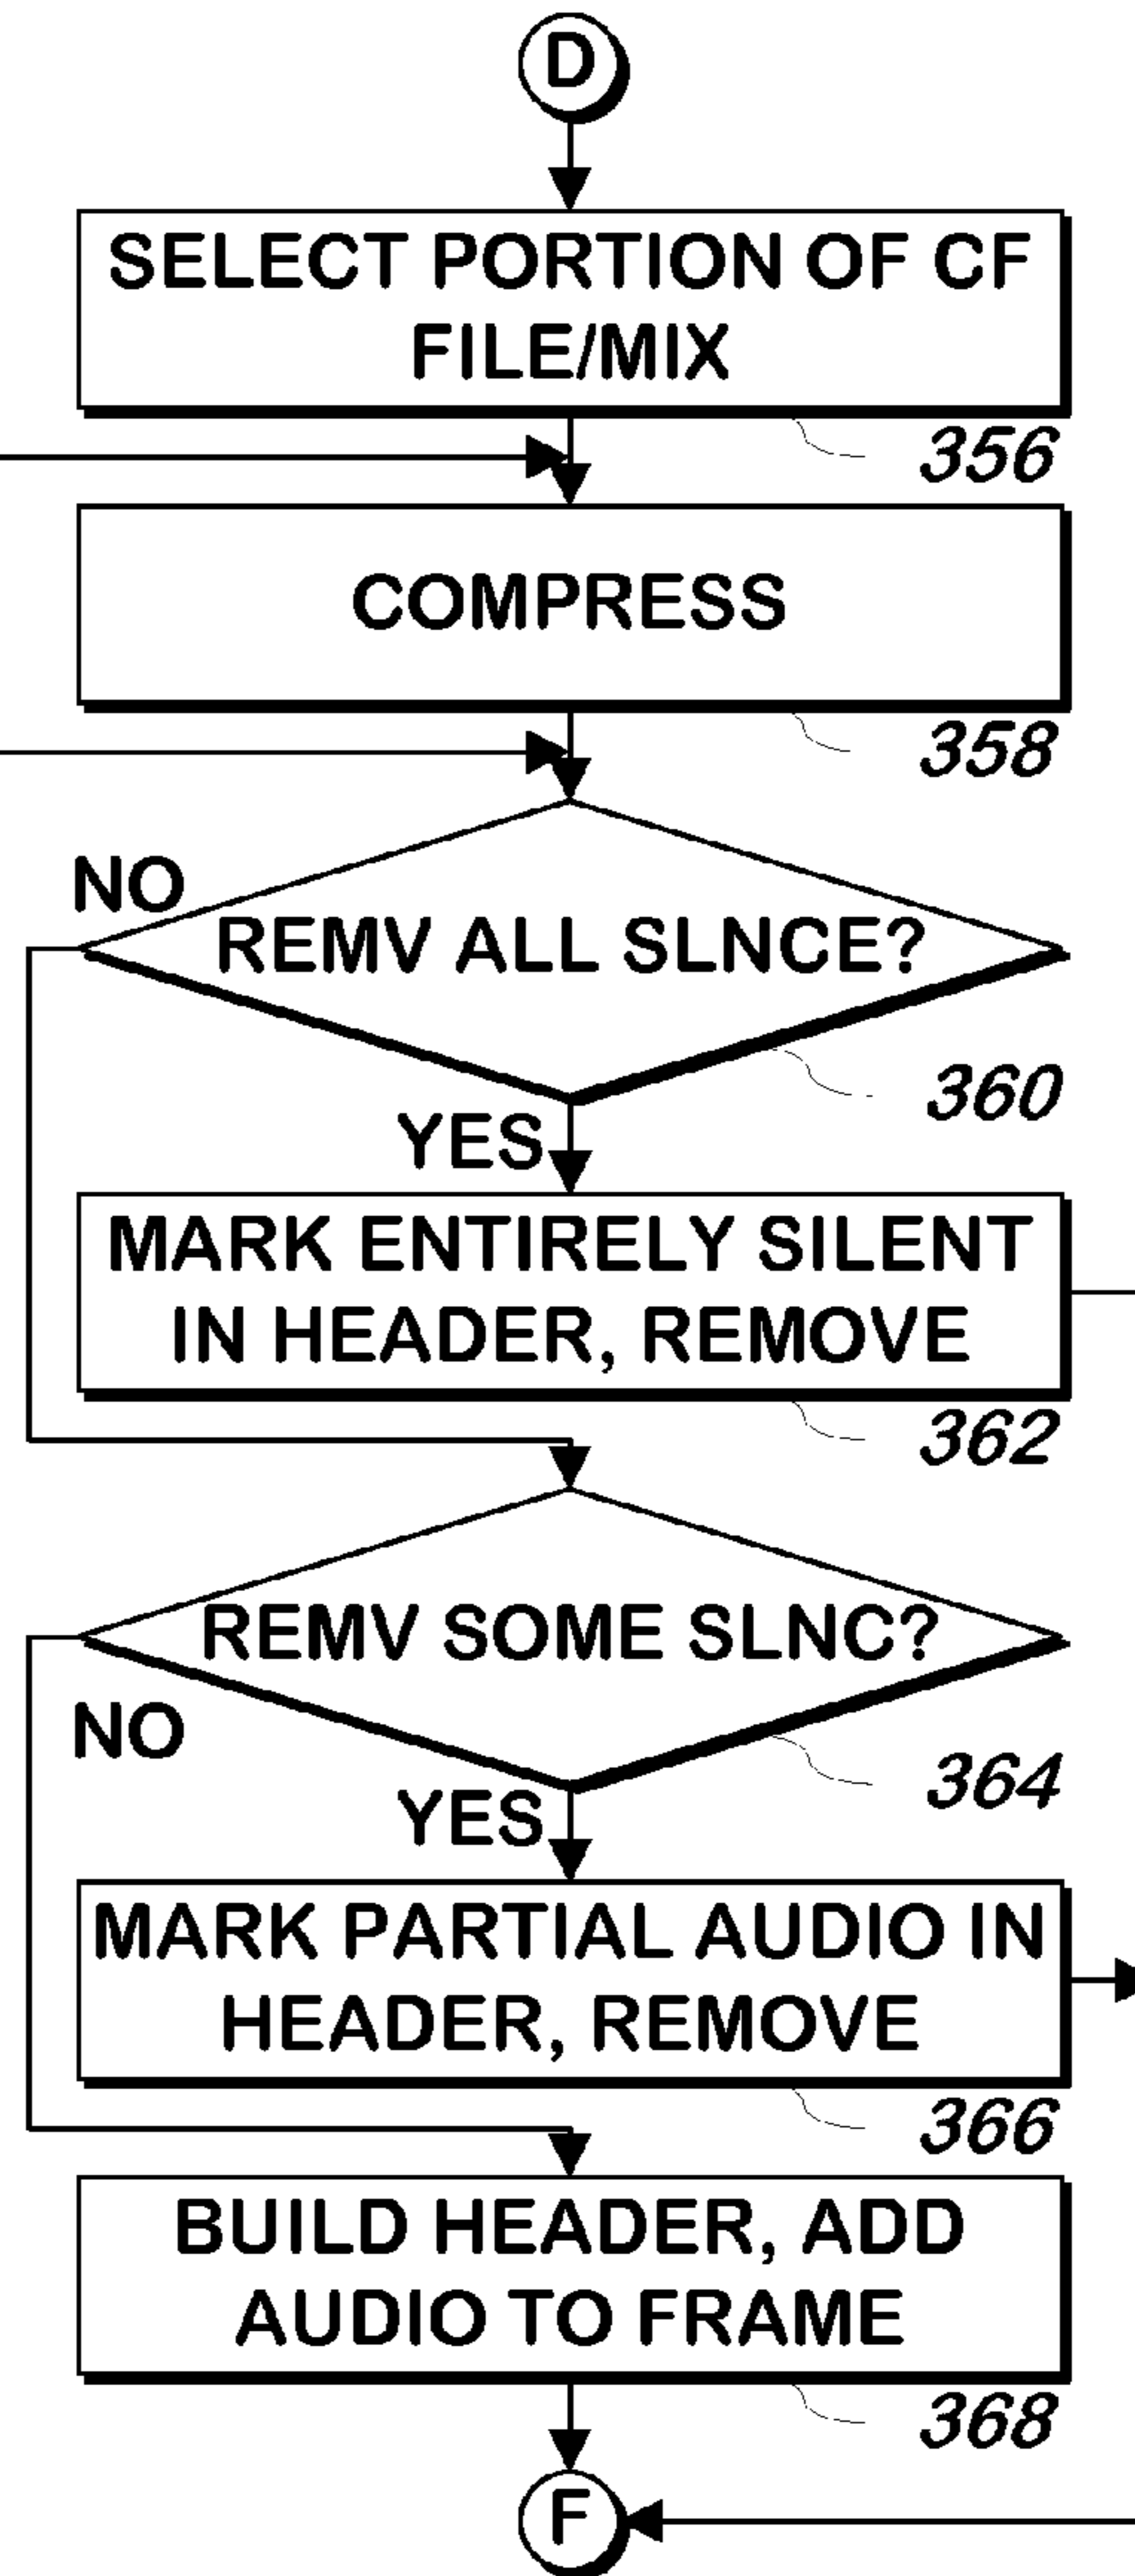 D
SELECT PORTION OF CF
FILE/MIX
356
COMPRESS
358
NO
REMV ALL SLNCE?
360
YES
MARK ENTIRELY SILENT
IN HEADER, REMOVE
362
REMV SOME SLNC?
NO
364
YES
MARK PARTIAL AUDIO IN
HEADER, REMOVE
366
BUILD HEADER, ADD
AUDIO TO FRAME
368
F